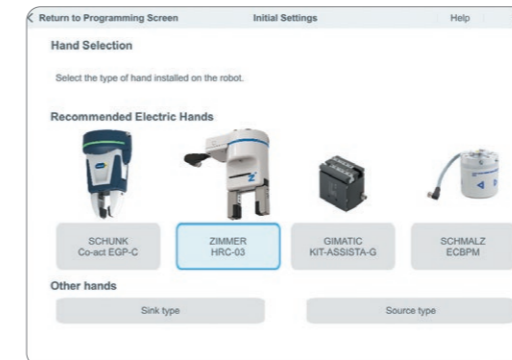 Return to Programming Screen Initial Settings Help
Hand Selection
Select the type of hand installed on the robot.
Recommended Electric Hands
SCHUNK
Co-act EGP-C
ZIMMER
HRC-03
GIMATIC
KIT-ASSISTA-G
SCHMALZ
ECBPM
Other hands
Sink type
Source type